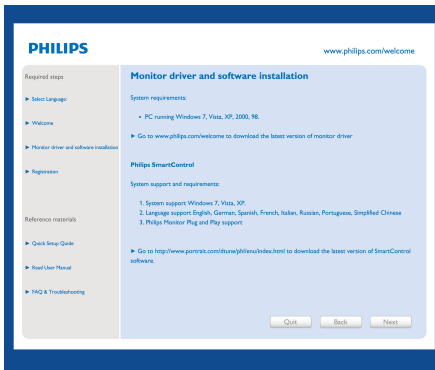 PHILIPS
www.philips.com/welcome
Required steps
► Select Language:
► Welcome
► Monitor driver and software installation
► Registration
Reference materials
► Quick Setup Quide
► Read User Manual
► FAQ & Troubleshooting
Monitor driver and software installation
System requirements:
• PC running Windows 7, Vista, XP, 2000, 98.
► Go to www.philips.com/welcome to download the latest version of monitor driver
Philips SmartControl
System support and requirements:
1. System support Windows 7, Vista, XP.
2. Language support English, German, Spanish, French, Italian, Russian, Portuguese, Simplified Chinese
3. Philips Monitor Plug and Play support
► Go to http://www.portrait.com/dtune/phl/enu/index.html to download the latest version of SmartControl
software.
Quit
Back
Next